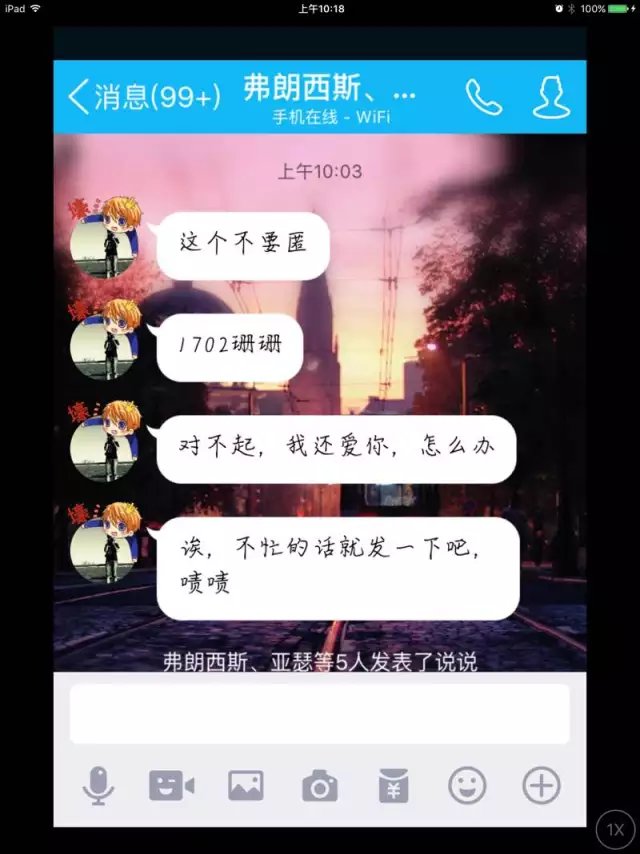 iPad 上午10:18 100%
消息(99+) 弗朗西斯、...
手机在线 - WiFi
上午10:03
这个不要匿
1702珊珊
对不起，我还爱你，怎么办
诶，不忙的话就发一下吧，
啧啧
弗朗西斯、亚瑟等5人发表了说说
¥
1X